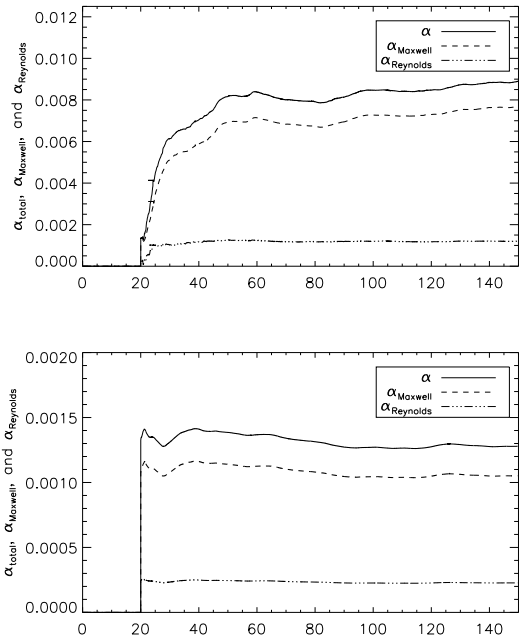 0.012
0.010
0.008
0.006
0.004
0.002
0.000
α_total, α_Maxwell, and α_Reynolds
α
α_Maxwell
α_Reynolds
0 20 40 60 80 100 120 140
0.0020
0.0015
0.0010
0.0005
0.0000
α_total, α_Maxwell, and α_Reynolds
α
α_Maxwell
α_Reynolds
0 20 40 60 80 100 120 140